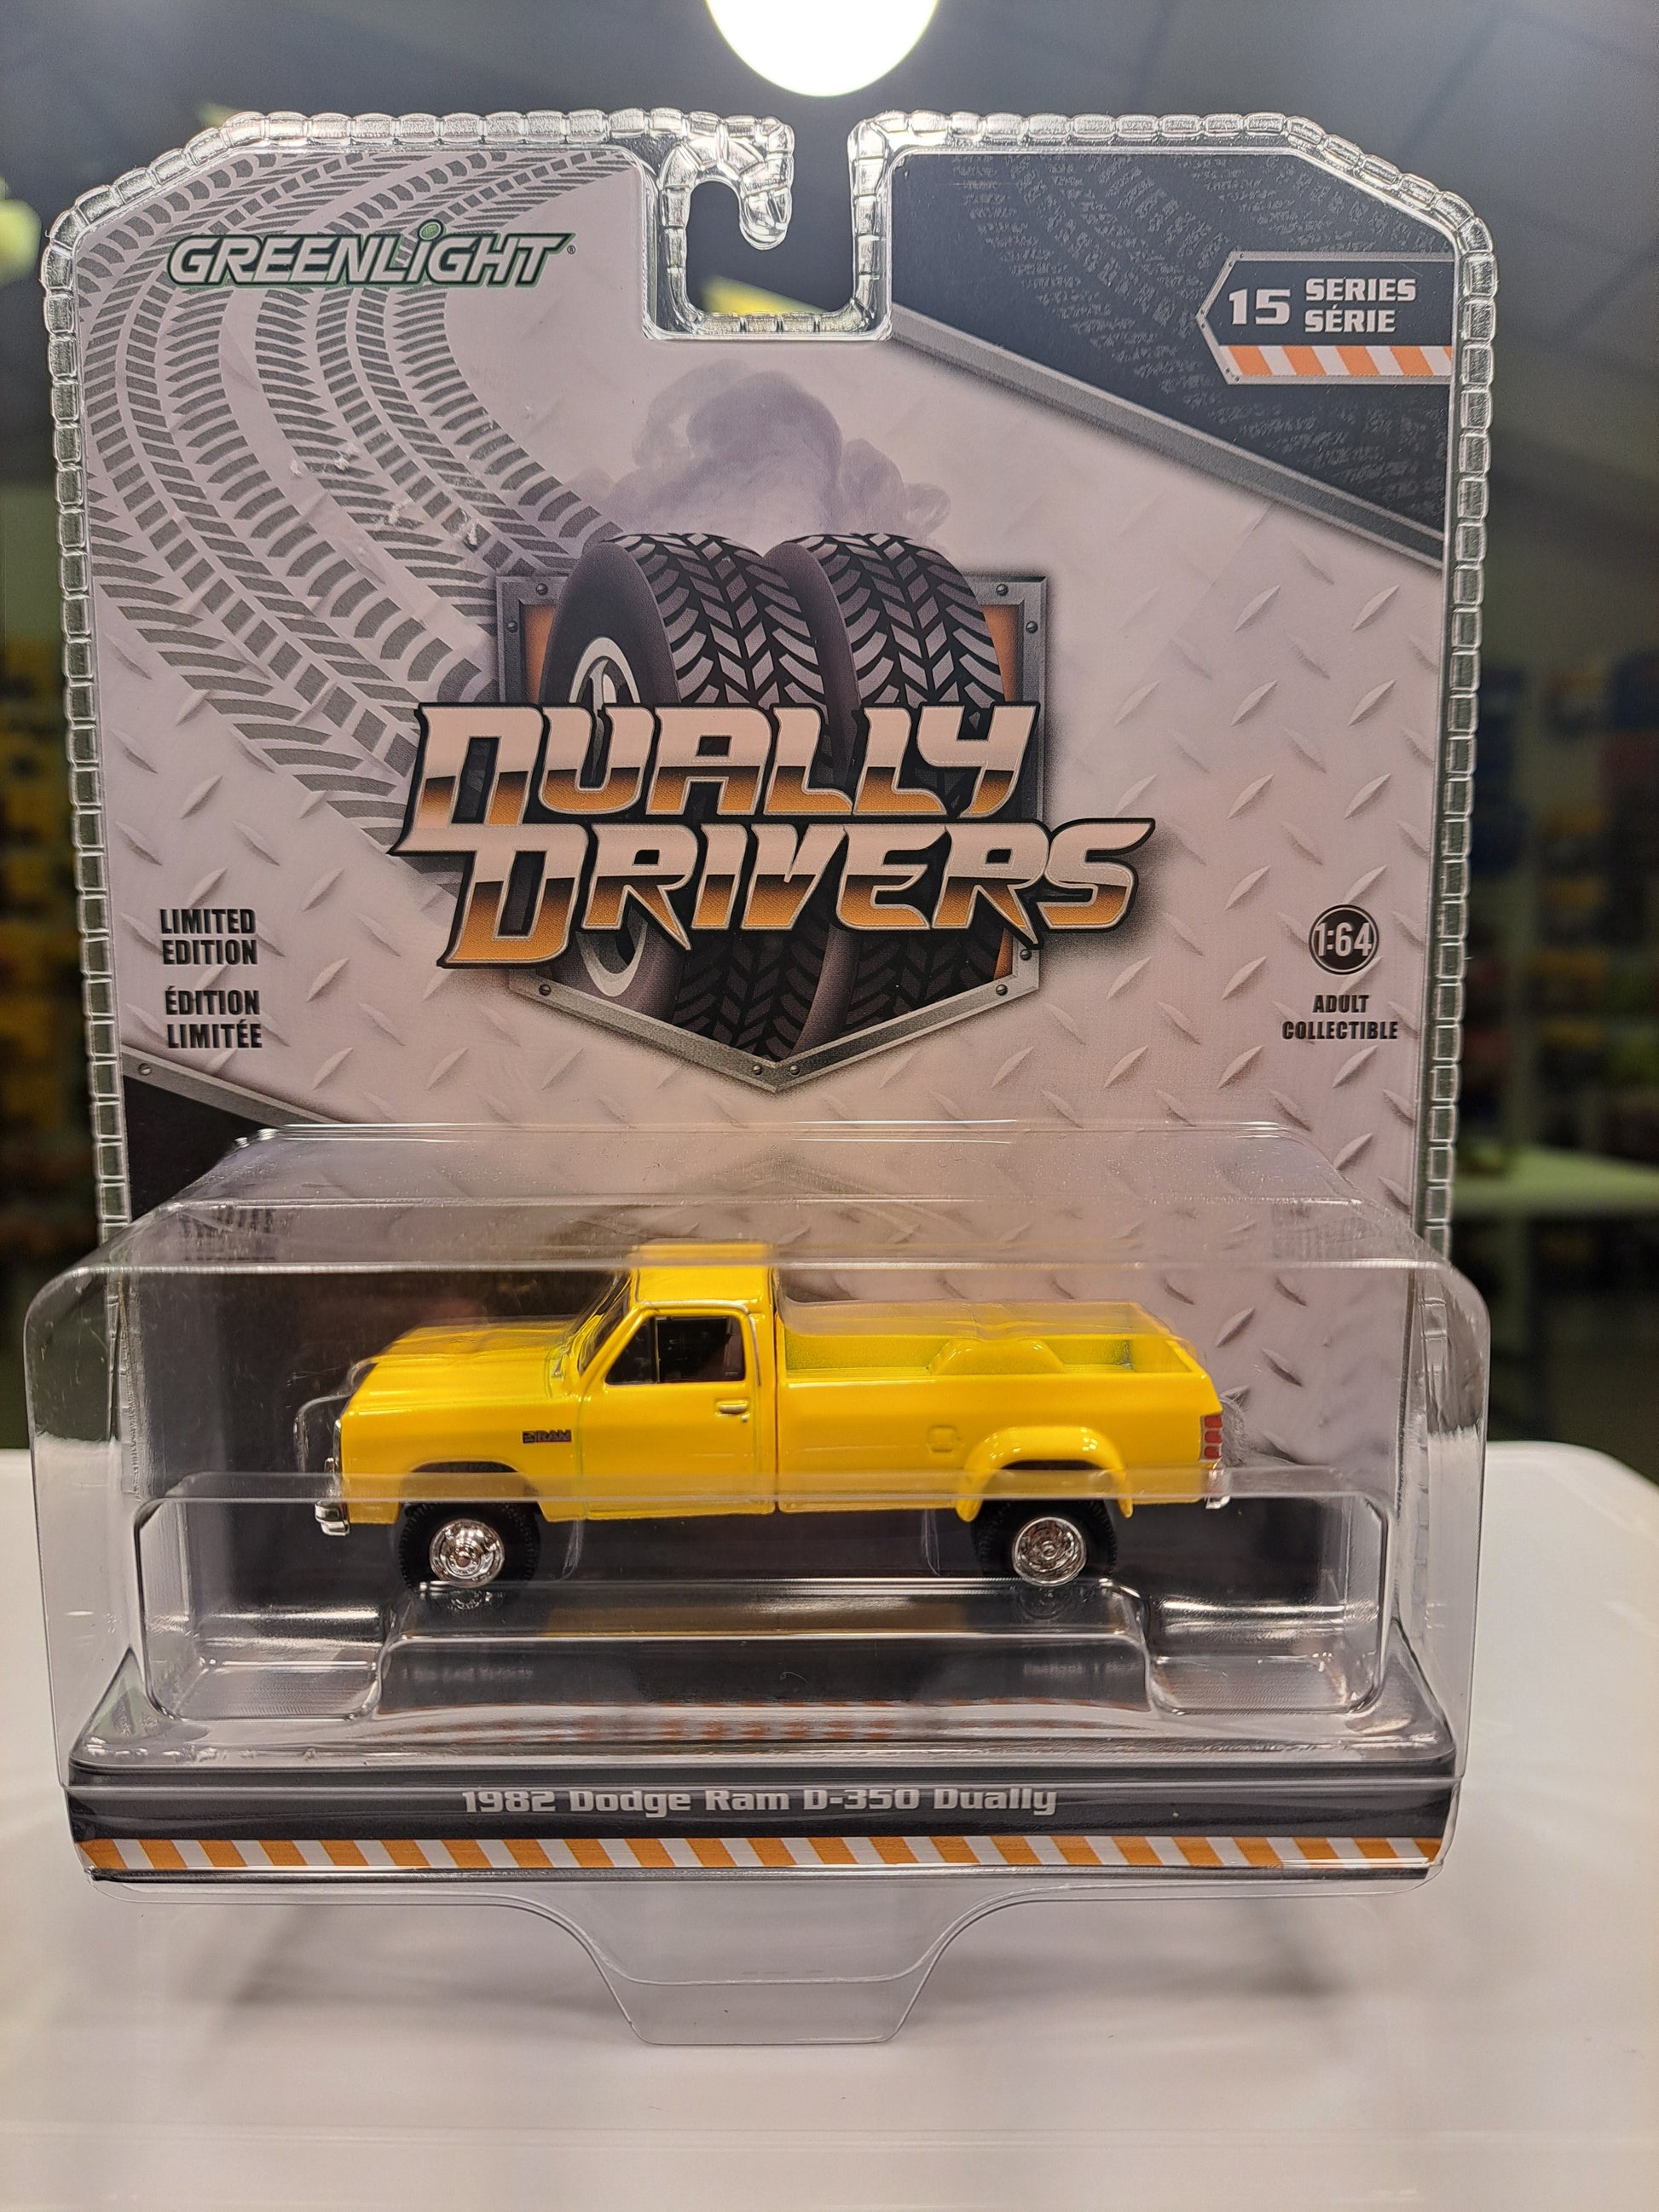 GREENLiGHT®
15 SERIES
SÉRIE
DUALLY
DRIVERS
LIMITED
EDITION
ÉDITION
LIMITÉE
1:64
ADULT
COLLECTIBLE
RAM
1982 Dodge Ram D-350 Dually